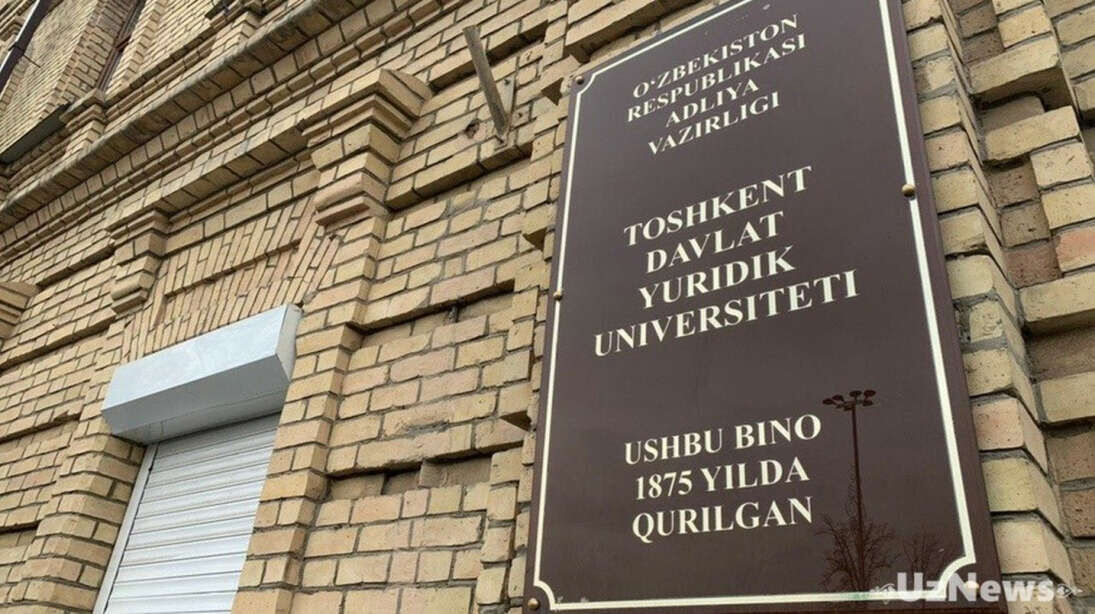 O‘ZBEKISTON
RESPUBLIKASI
ADLIYA
VAZIRLIGI
TOSHKENT
DAVLAT
YURIDIK
UNIVERSITETI
USHBU BINO
1875 YILDA
QURILGAN
UzNews